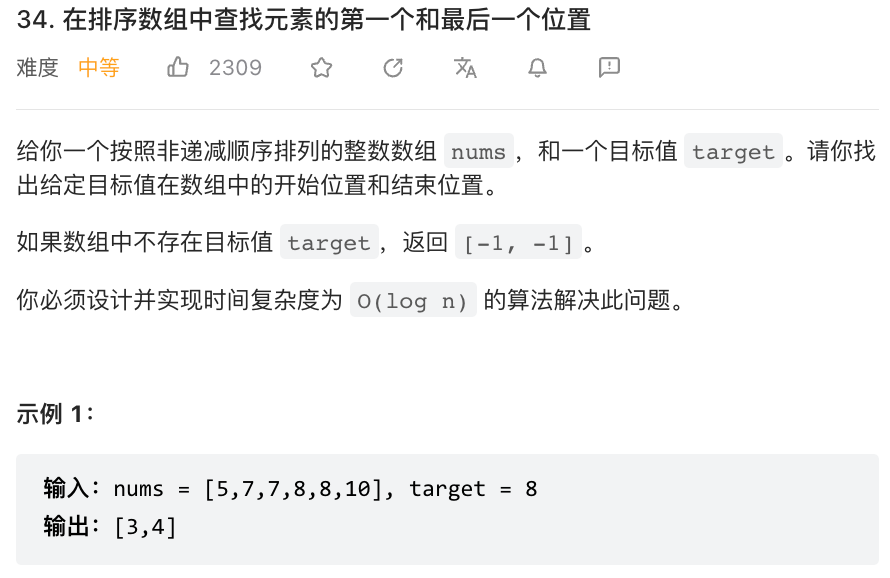 34. 在排序数组中查找元素的第一个和最后一个位置
难度 中等 2309
给你一个按照非递减顺序排列的整数数组 nums，和一个目标值 target。请你找
出给定目标值在数组中的开始位置和结束位置。
如果数组中不存在目标值 target，返回 [-1, -1]。
你必须设计并实现时间复杂度为 O(log n) 的算法解决此问题。
示例 1：
输入：nums = [5,7,7,8,8,10], target = 8
输出：[3,4]